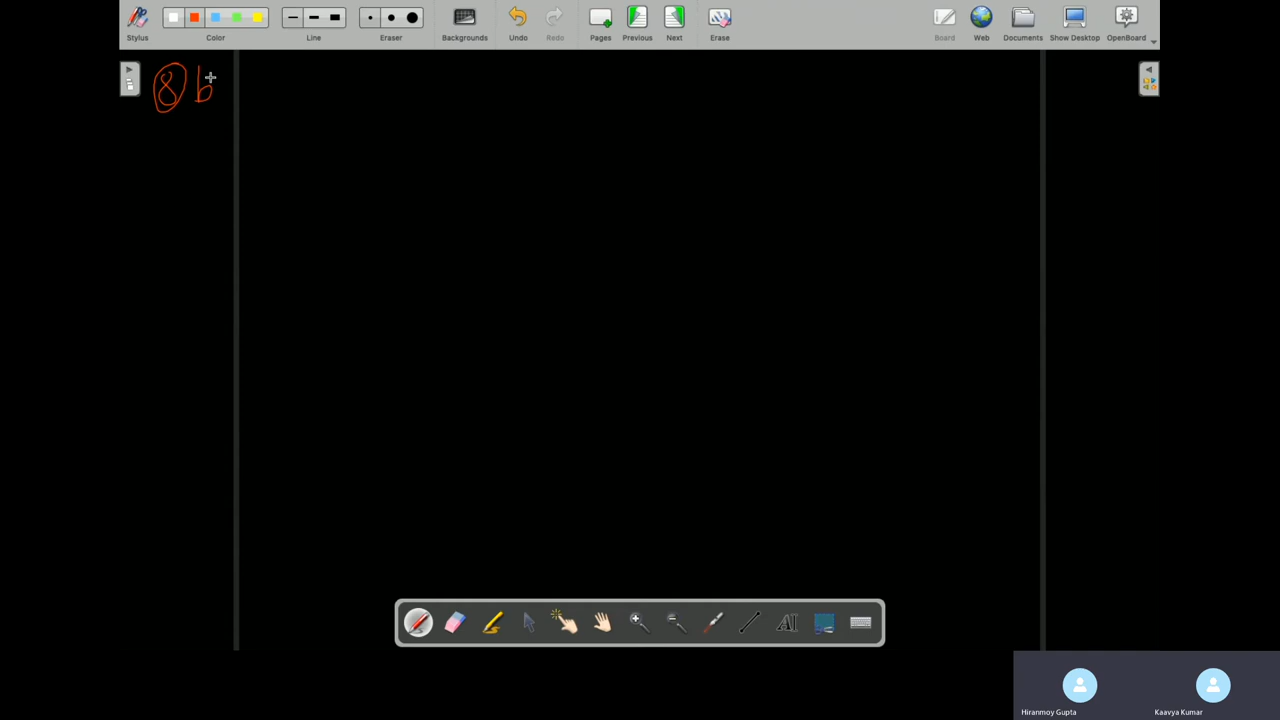 Stylus Color Line Eraser Backgrounds Undo Redo Pages Previous Next Erase Board Web Documents Show Desktop OpenBoard
8 b
AI
Hiranmoy Gupta Kaavya Kumar